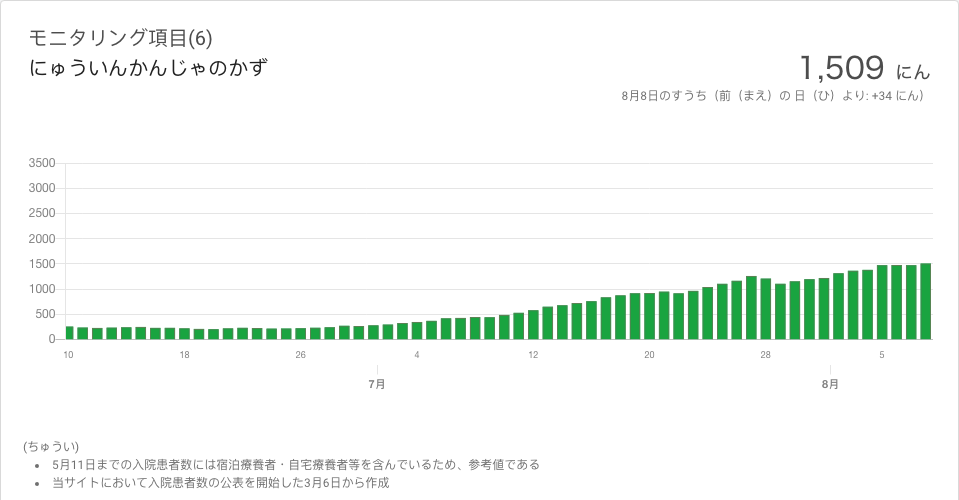 モニタリング項目(6)
にゅういんかんじゃのかず
1,509 にん
8月8日のすうち（前（まえ）の 日（ひ）より: +34 にん）
3500
3000
2500
2000
1500
1000
500
0
10 18 26 4 12 20 28 5
7月 8月
(ちゅうい)
• 5月11日までの入院患者数には宿泊療養者・自宅療養者等を含んでいるため、参考値である
• 当サイトにおいて入院患者数の公表を開始した3月6日から作成